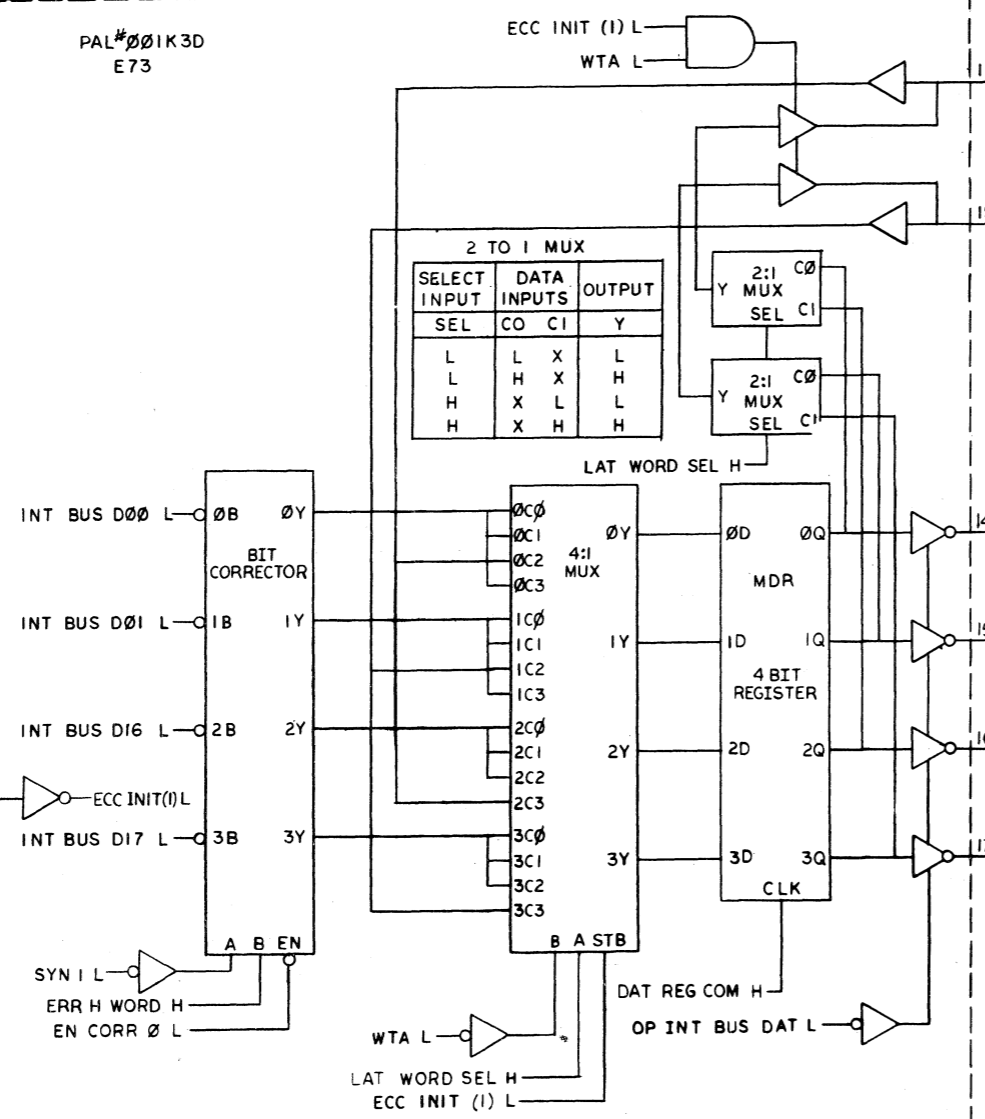 PAL#ØØ1K3D
E73
ECC INIT (1) L
WTA L
2 TO 1 MUX
SELECT INPUT DATA INPUTS OUTPUT
SEL CO C1 Y
L L X L
L H X H
H X L L
H X H H
Y 2:1 MUX CØ
SEL C1
Y 2:1 MUX CØ
SEL C1
LAT WORD SEL H
INT BUS DØØ L
ØB ØY
BIT CORRECTOR
INT BUS DØ1 L
1B 1Y
INT BUS D16 L
2B 2Y
ECC INIT(1) L
INT BUS D17 L
3B 3Y
A B EN
SYN 1 L
ERR H WORD H
EN CORR Ø L
ØCØ
ØC1
ØC2
ØC3
1CØ
1C1
1C2
1C3
2CØ
2C1
2C2
2C3
3CØ
3C1
3C2
3C3
4:1 MUX
ØY
1Y
2Y
3Y
B A STB
WTA L
LAT WORD SEL H
ECC INIT (1) L
ØD ØQ
MDR
1D 1Q
4 BIT REGISTER
2D 2Q
3D 3Q
CLK
DAT REG COM H
OP INT BUS DAT L
14